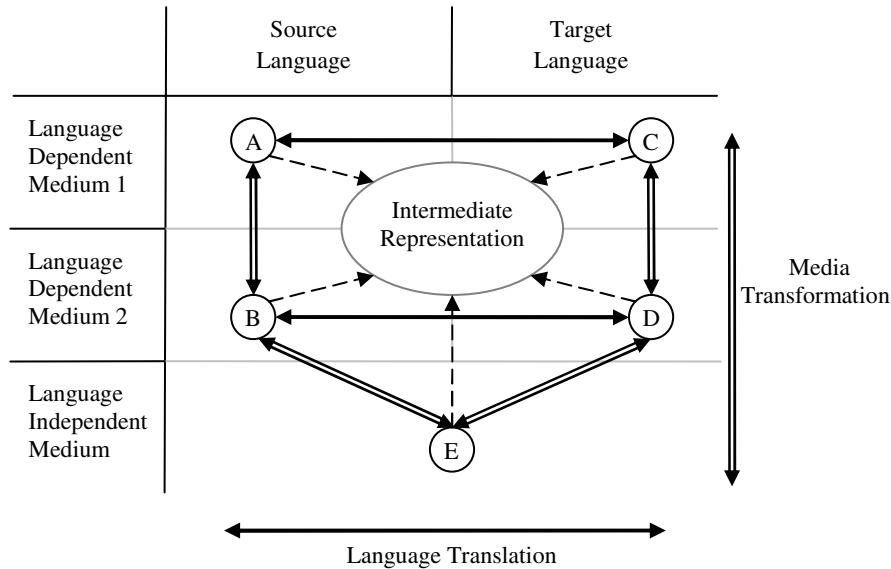 Source
Language
Target
Language
Language
Dependent
Medium 1
A
C
Intermediate
Representation
Language
Dependent
Medium 2
B
D
Media
Transformation
Language
Independent
Medium
E
Language Translation